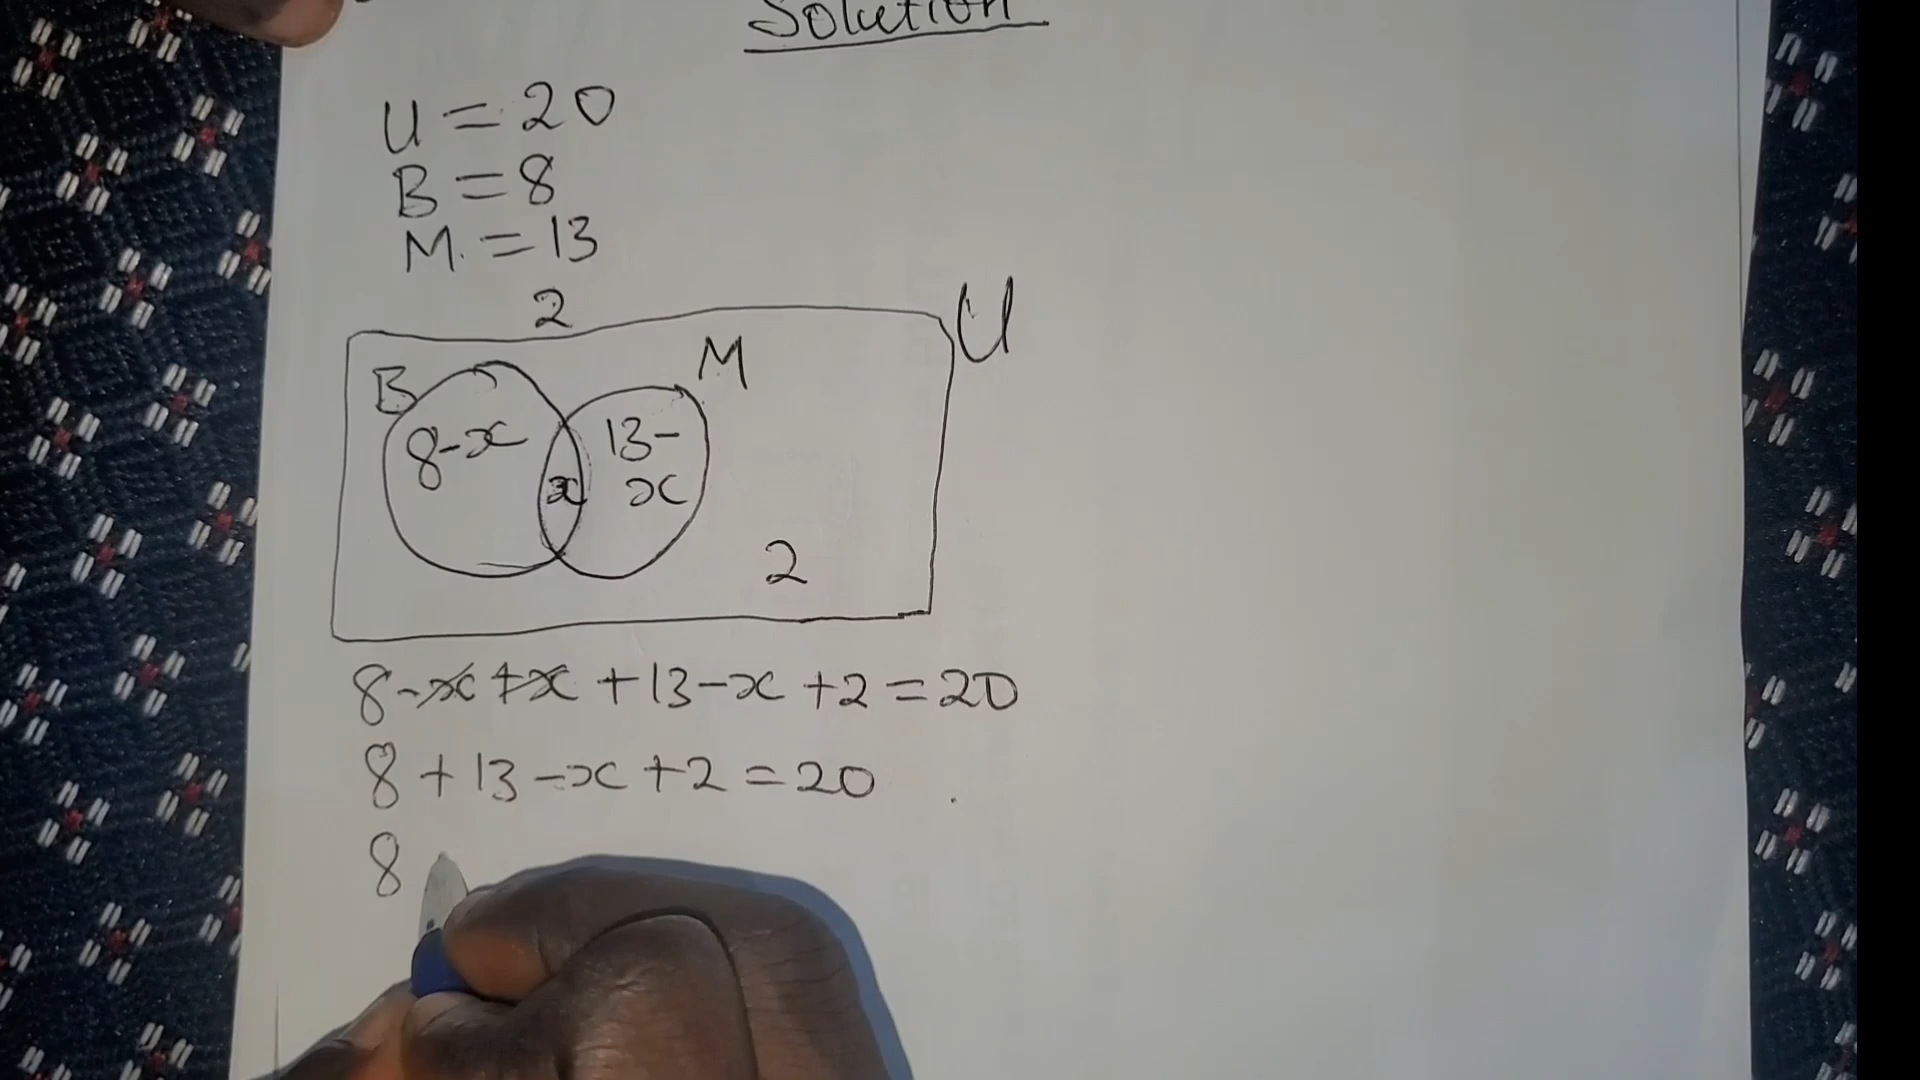 Solution
U = 20
B = 8
M. = 13
2
U
B
M
8-x
13-
x
x
2
8-x+x+13-x+2=20
8+13-x+2=20
8